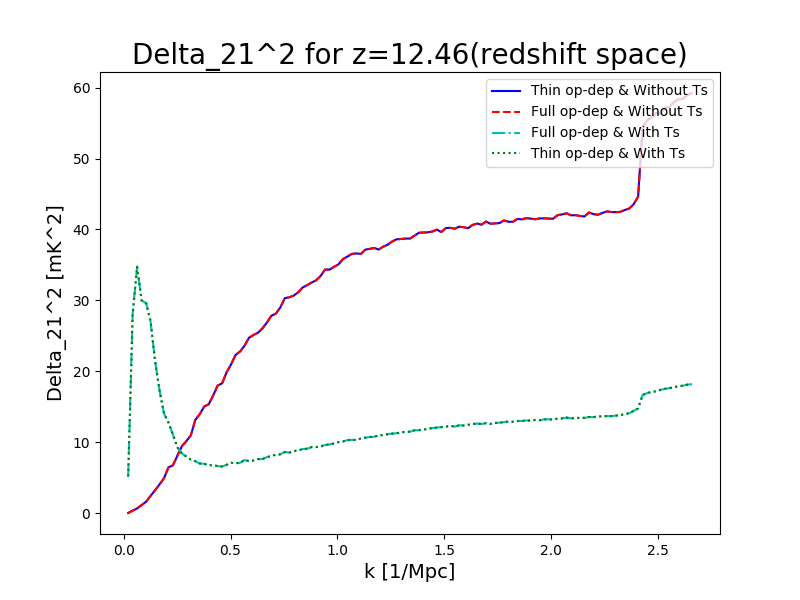 Delta_21^2 for z=12.46(redshift space)
Thin op-dep & Without Ts
Full op-dep & Without Ts
Full op-dep & With Ts
Thin op-dep & With Ts
Delta_21^2 [mK^2]
60
50
40
30
20
10
0
0.0
0.5
1.0
1.5
2.0
2.5
k [1/Mpc]